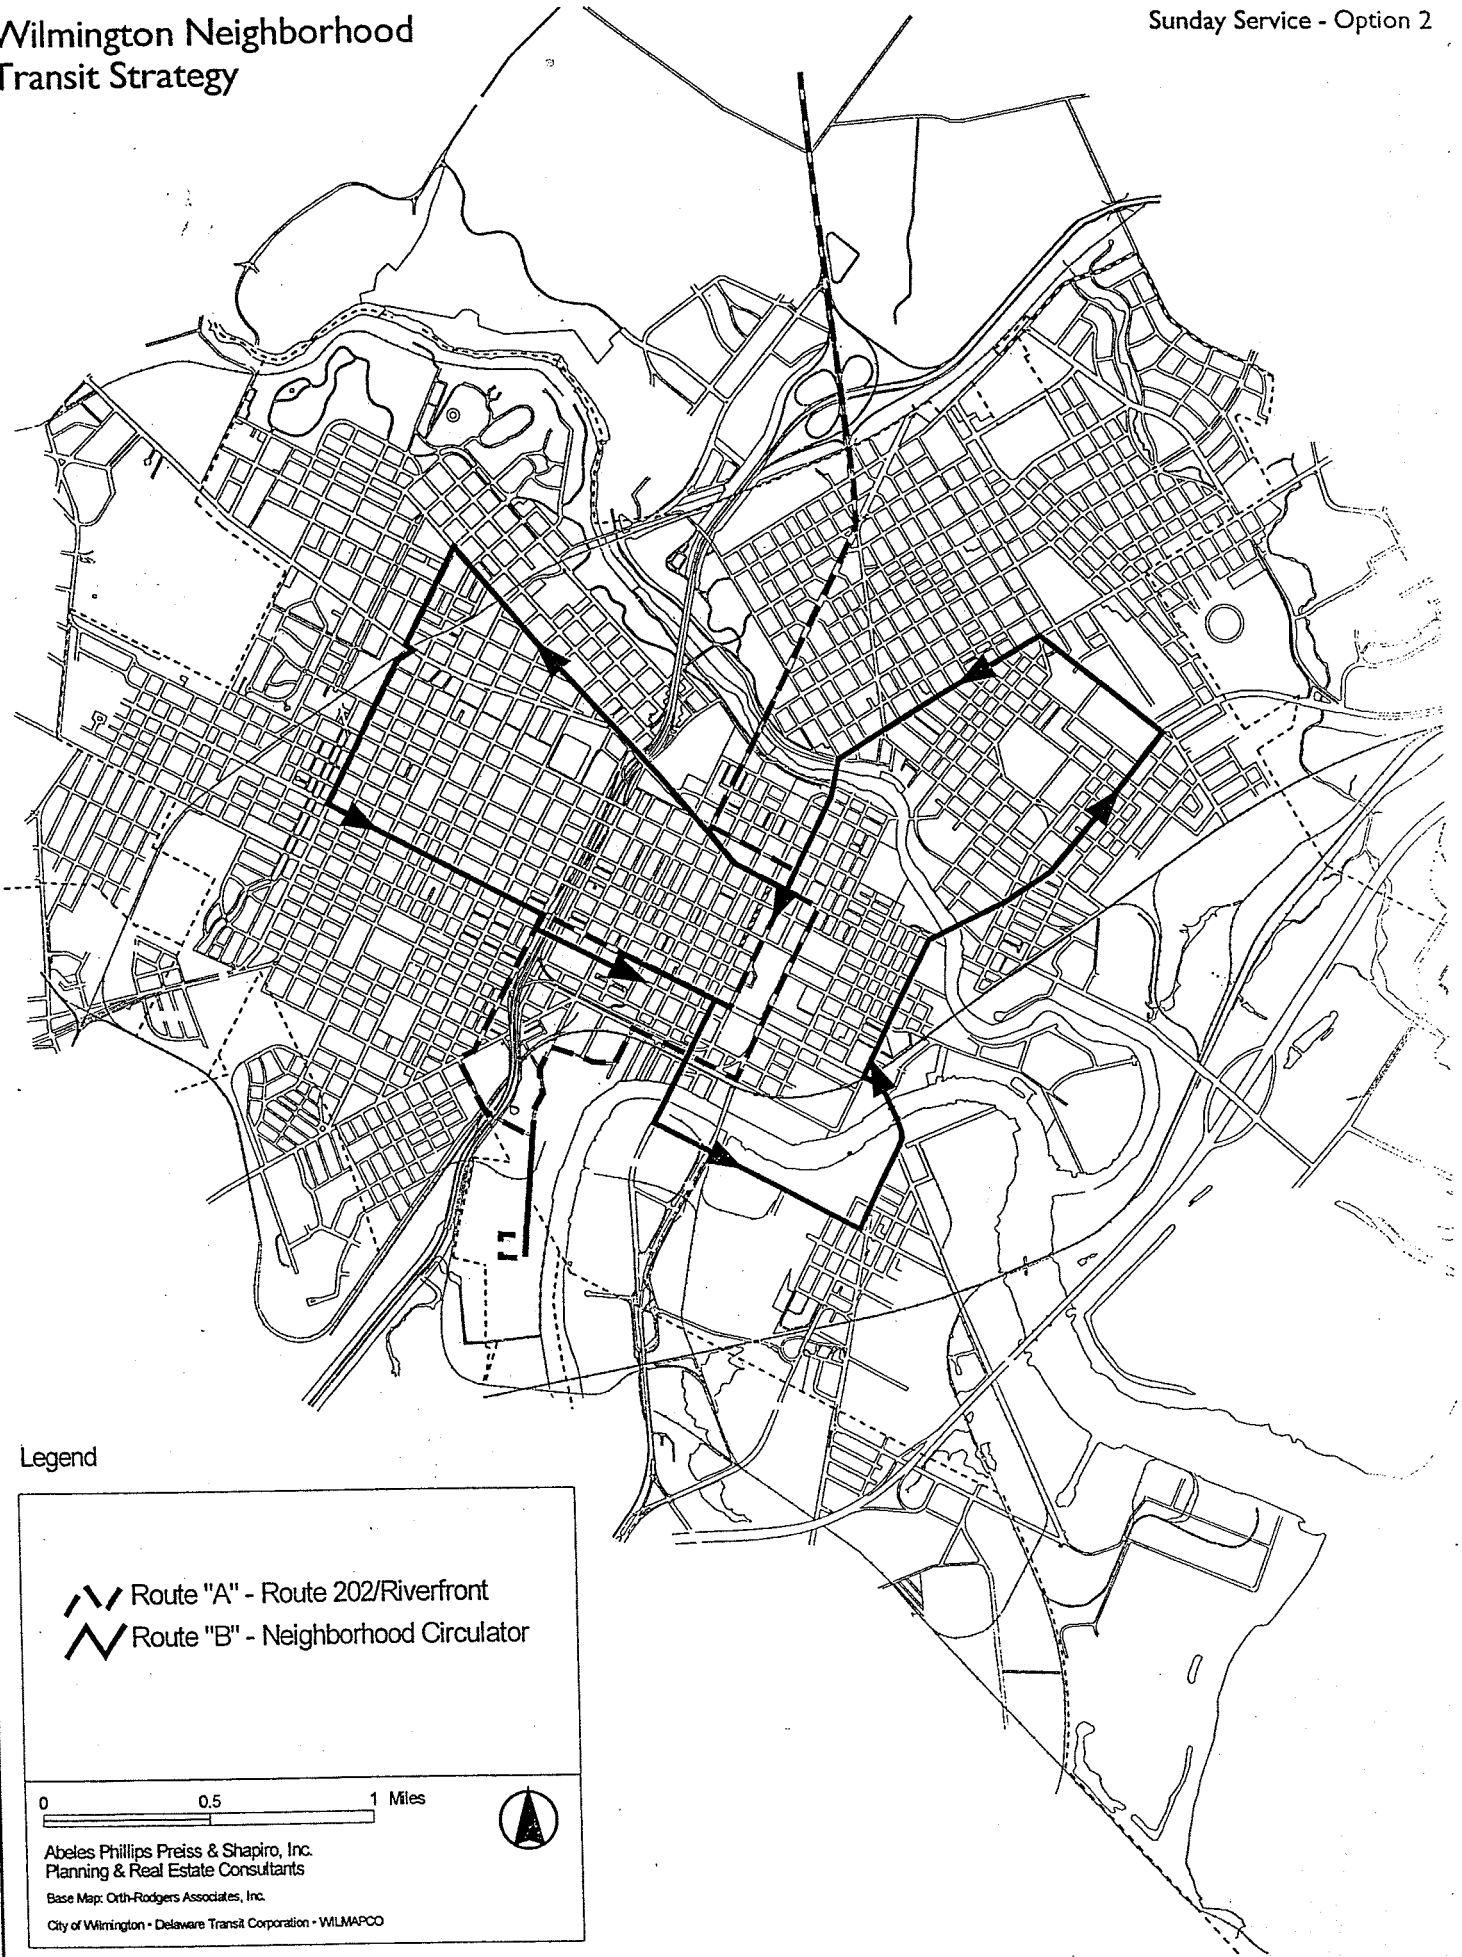 Wilmington Neighborhood
Transit Strategy
Sunday Service - Option 2
Legend
Route "A" - Route 202/Riverfront
Route "B" - Neighborhood Circulator
0 0.5 1 Miles
Abeles Phillips Preiss & Shapiro, Inc.
Planning & Real Estate Consultants
Base Map: Orth-Rodgers Associates, Inc.
City of Wilmington • Delaware Transit Corporation • WILMAPCO